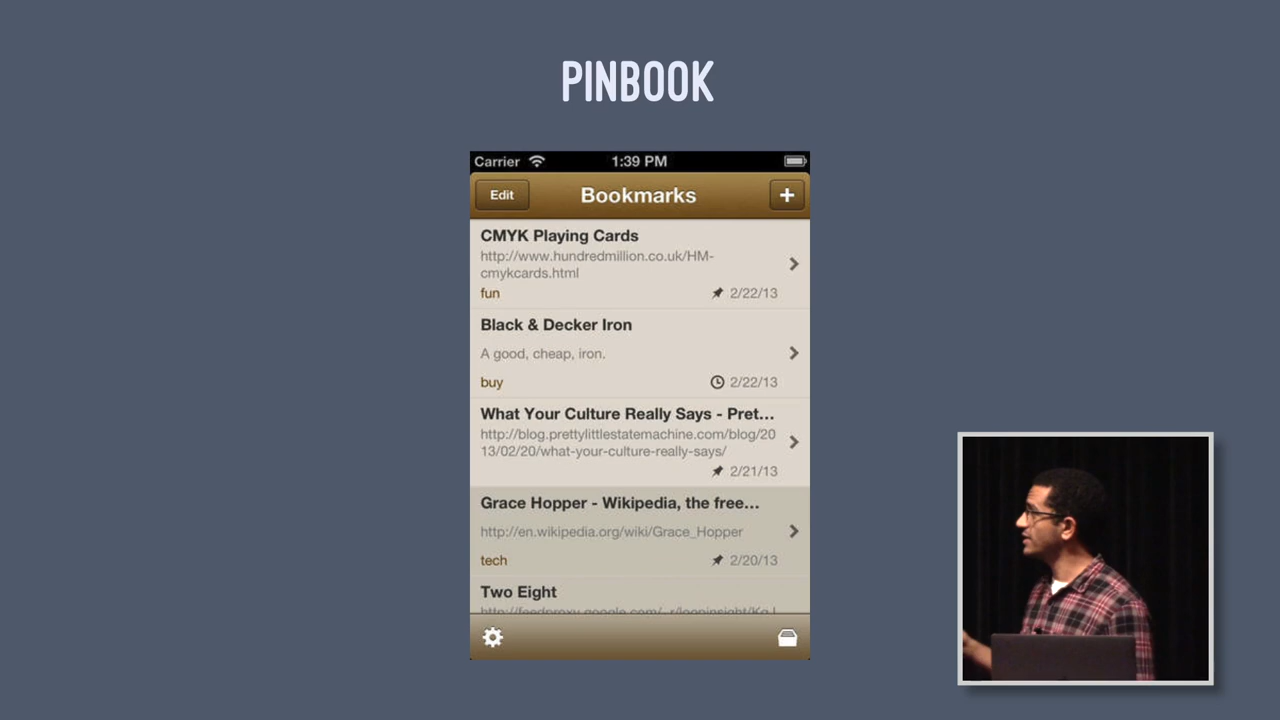 PINBOOK
Carrier 1:39 PM
Edit Bookmarks +
CMYK Playing Cards
http://www.hundredmillion.co.uk/HM-
cmykcards.html
fun 2/22/13
Black & Decker Iron
A good, cheap, iron.
buy 2/22/13
What Your Culture Really Says - Pret...
http://blog.prettylittlestatemachine.com/blog/20
13/02/20/what-your-culture-really-says/
2/21/13
Grace Hopper - Wikipedia, the free...
http://en.wikipedia.org/wiki/Grace_Hopper
tech 2/20/13
Two Eight